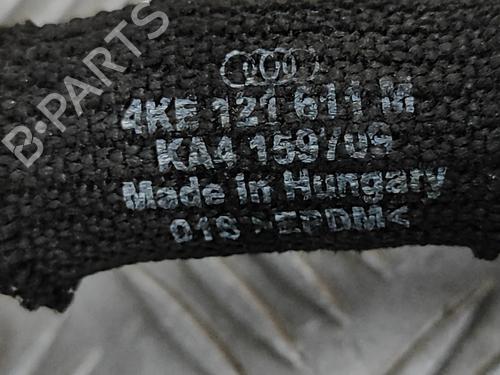 B-PARTS
4KE 121 611 M
KA4 159/09
Made in Hungary
018 >EPDM<